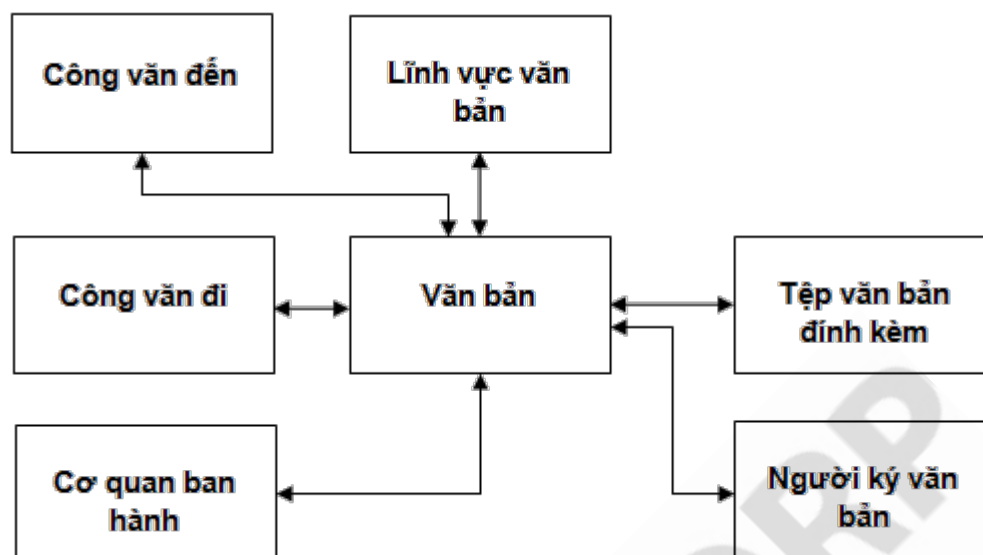 Công văn đến
Lĩnh vực văn
bản
Công văn đi
Văn bản
Tệp văn bản
đính kèm
Cơ quan ban
hành
Người ký văn
bản